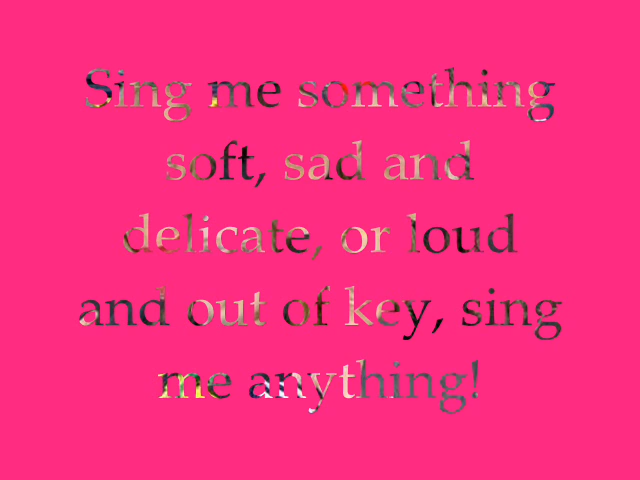 Sing me something
soft, sad and
delicate, or loud
and out of key, sing
me anything!